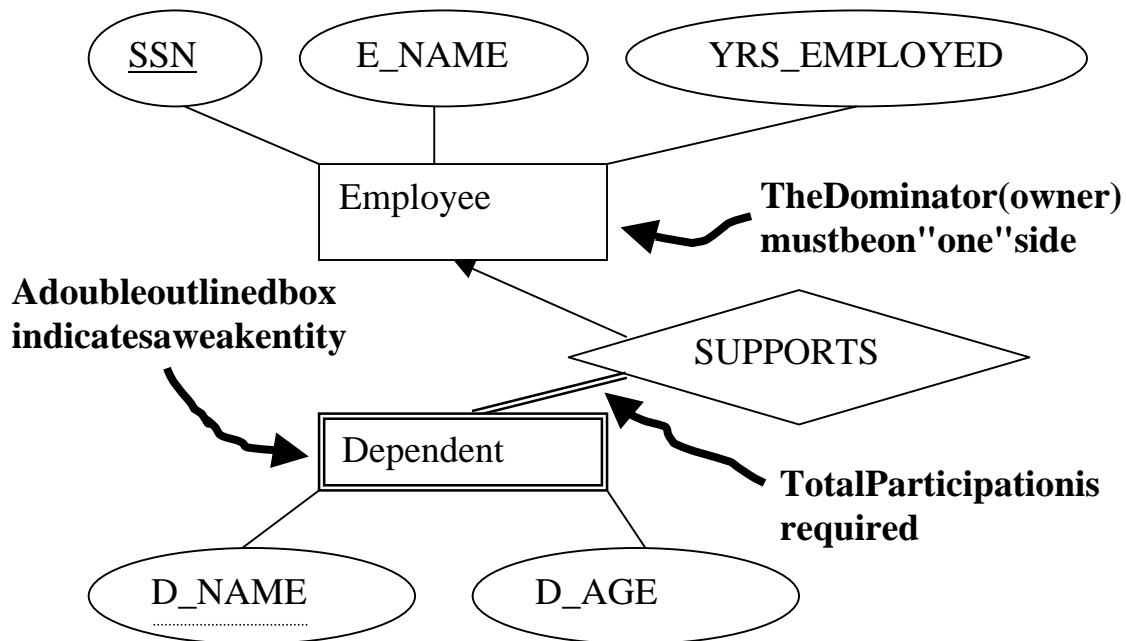 SSN
E_NAME
YRS_EMPLOYED
Employee
TheDominator(owner)
mustbeon"one"side
Adoubleoutlinedbox
indicatesaweakentity
SUPPORTS
Dependent
TotalParticipationis
required
D_NAME
D_AGE